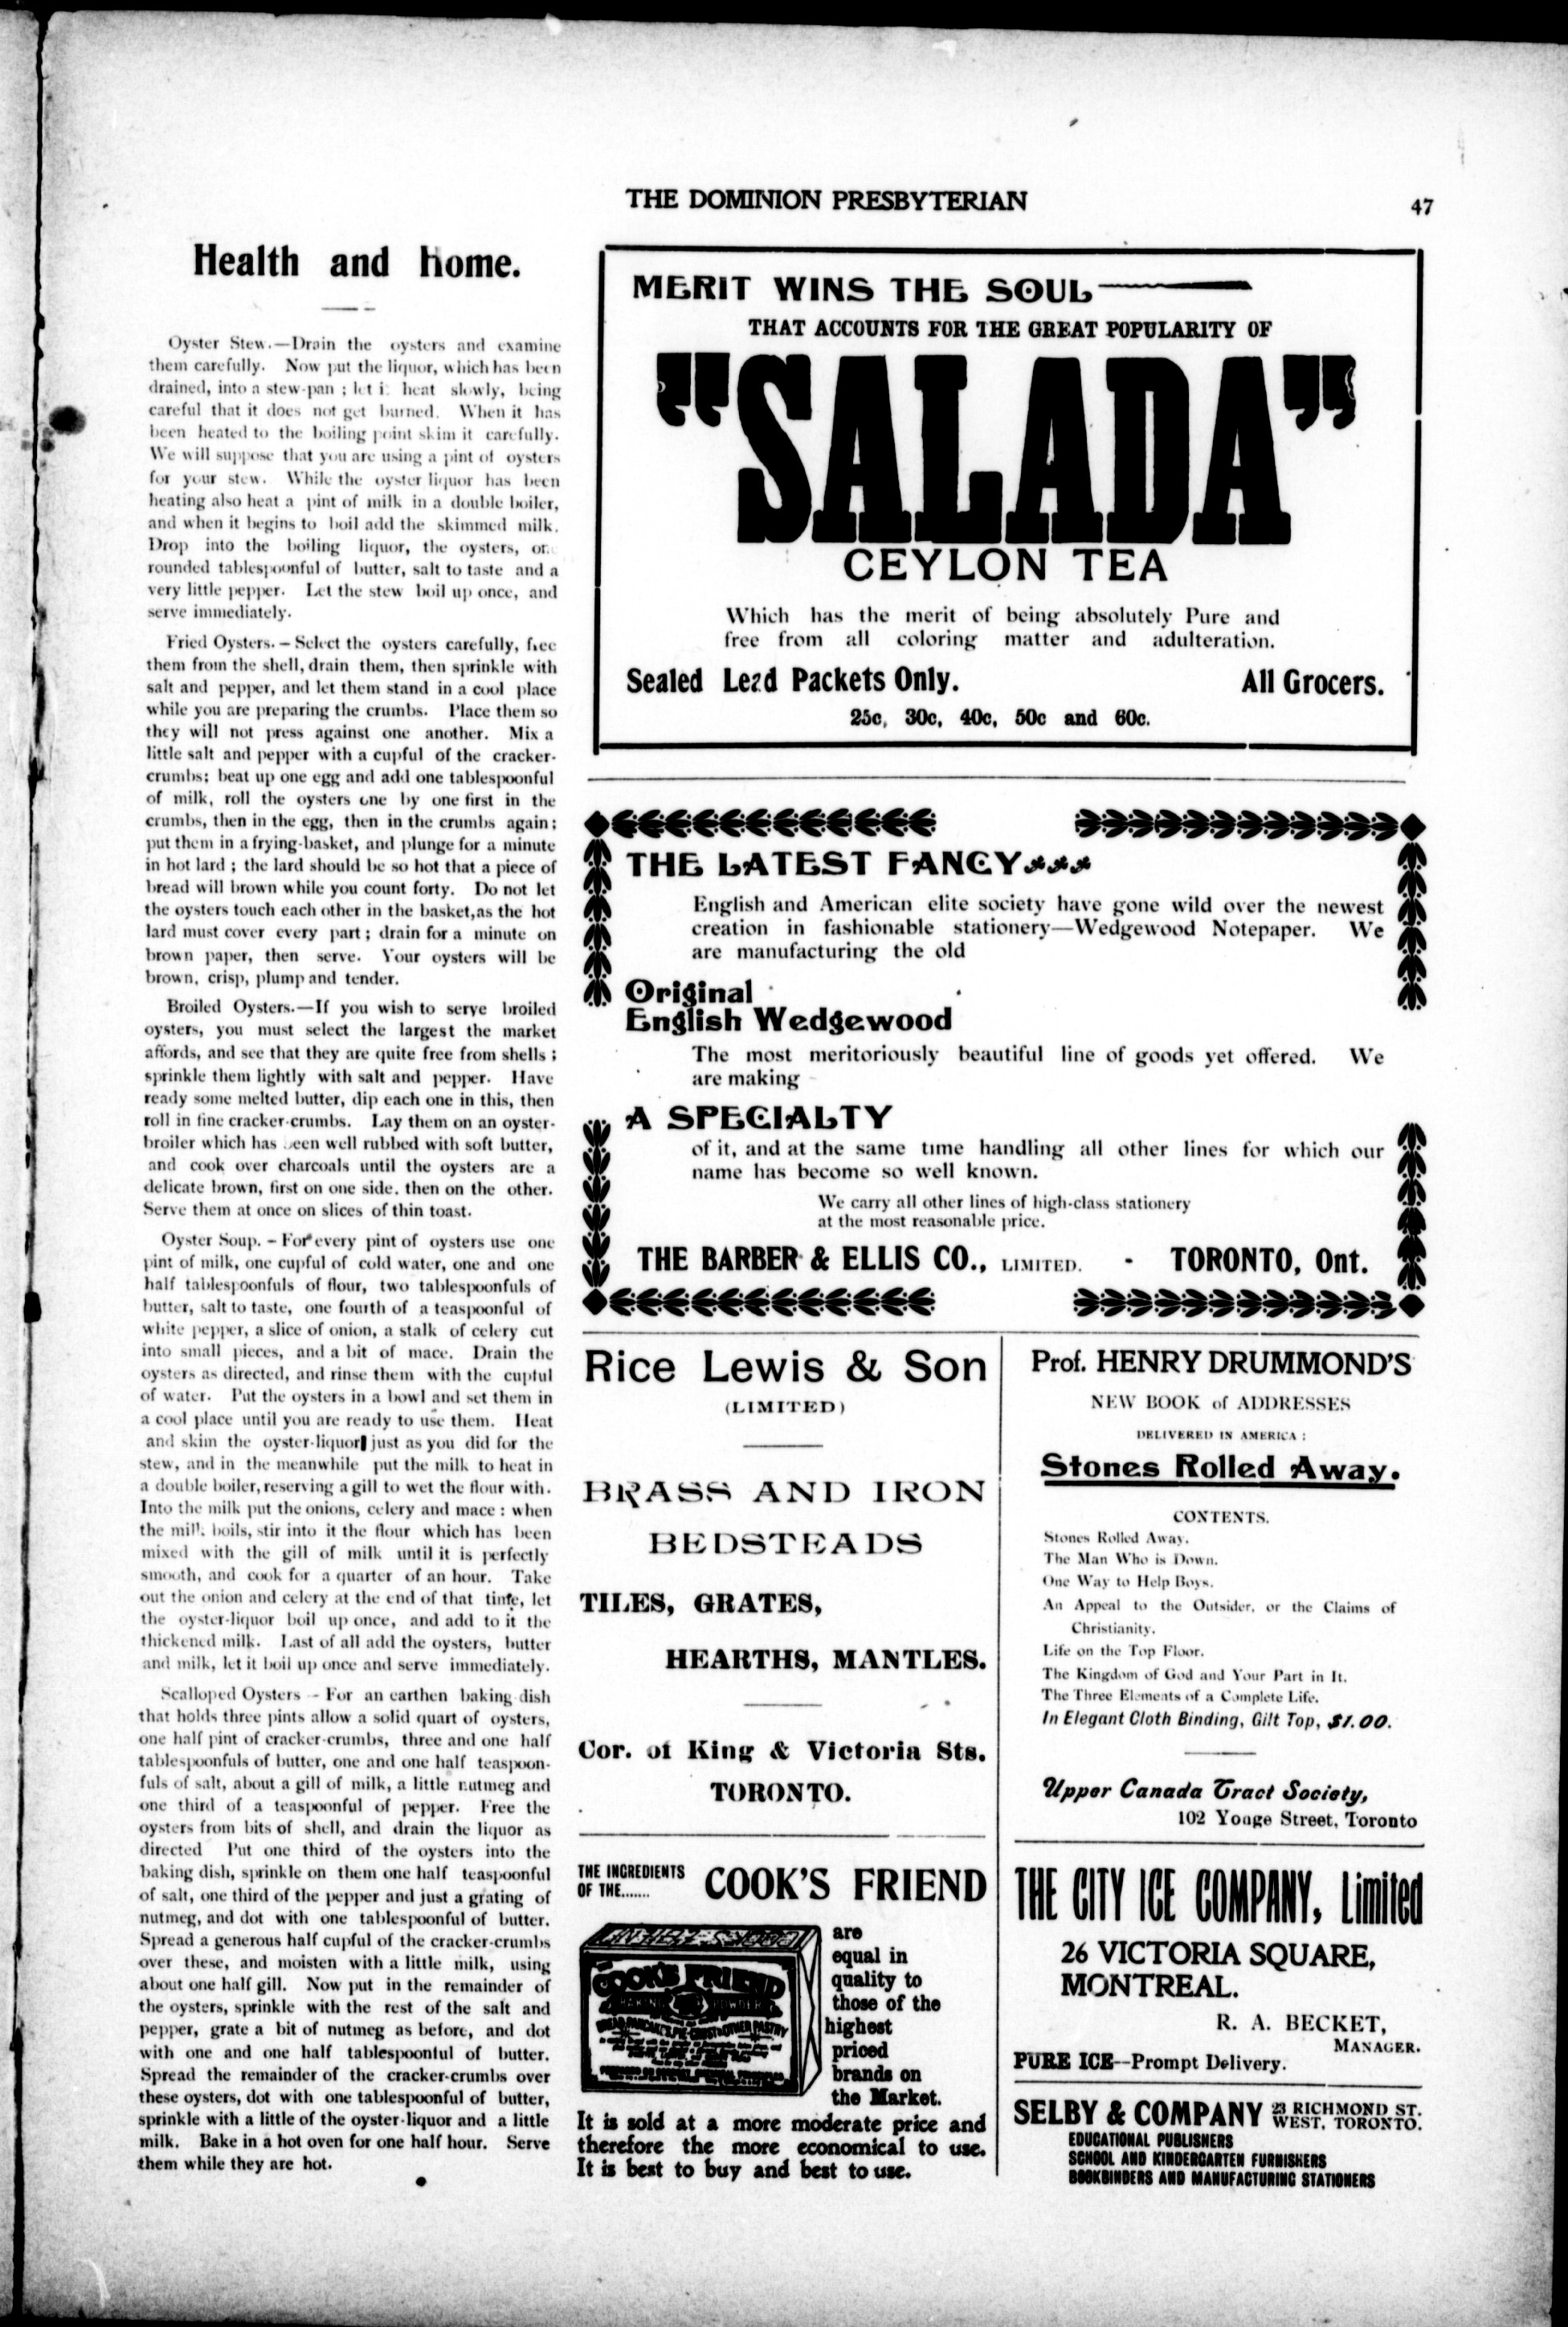 THE DOMINION PRESBYTERIAN
47
Health and Home.
Oyster Stew.—Drain the oysters and examine
them carefully. Now put the liquor, which has been
drained, into a stew-pan ; let i heat slowly, being
careful that it does not get burned. When it has
been heated to the boiling point skim it carefully.
We will suppose that you are using a pint of oysters
for your stew. While the oyster liquor has been
heating also heat a pint of milk in a double boiler,
and when it begins to boil add the skimmed milk.
Drop into the boiling liquor, the oysters, or
rounded tablespoonful of butter, salt to taste and a
very little pepper. Let the stew boil up once, and
serve immediately.
Fried Oysters.—Select the oysters carefully, free
them from the shell, drain them, then sprinkle with
salt and pepper, and let them stand in a cool place
while you are preparing the crumbs. Place them so
they will not press against one another. Mix a
little salt and pepper with a cupful of the cracker-
crumbs; beat up one egg and add one tablespoonful
of milk, roll the oysters one by one first in the
crumbs, then in the egg, then in the crumbs again;
put them in a frying-basket, and plunge for a minute
in hot lard ; the lard should be so hot that a piece of
bread will brown while you count forty. Do not let
the oysters touch each other in the basket,as the hot
lard must cover every part ; drain for a minute on
brown paper, then serve. Your oysters will be
brown, crisp, plump and tender.
Broiled Oysters.—If you wish to serve broiled
oysters, you must select the largest the market
affords, and see that they are quite free from shells ;
sprinkle them lightly with salt and pepper. Have
ready some melted butter, dip each one in this, then
roll in fine cracker-crumbs. Lay them on an oyster-
broiler which has been well rubbed with soft butter,
and cook over charcoals until the oysters are a
delicate brown, first on one side, then on the other.
Serve them at once on slices of thin toast.
Oyster Soup. – For every pint of oysters use one
pint of milk, one cupful of cold water, one and one
half tablespoonfuls of flour, two tablespoonfuls of
butter, salt to taste, one fourth of a teaspoonful of
white pepper, a slice of onion, a stalk of celery cut
into small pieces, and a bit of mace. Drain the
oysters as directed, and rinse them with the cupful
of water. Put the oysters in a bowl and set them in
a cool place until you are ready to use them. Heat
and skim the oyster-liquor just as you did for the
stew, and in the meanwhile put the milk to heat in
a double boiler, reserving a gill to wet the flour with.
Into the milk put the onions, celery and mace : when
the milk boils, stir into it the flour which has been
mixed with the gill of milk until it is perfectly
smooth, and cook for a quarter of an hour. Take
out the onion and celery at the end of that time, let
the oyster-liquor boil up once, and add to it the
thickened milk. Last of all add the oysters, butter
and milk, let it boil up once and serve immediately.
Scalloped Oysters – For an earthen baking dish
that holds three pints allow a solid quart of oysters,
one half pint of cracker-crumbs, three and one half
tablespoonfuls of butter, one and one half teaspoon-
fuls of salt, about a gill of milk, a little nutmeg and
one third of a teaspoonful of pepper. Free the
oysters from bits of shell, and drain the liquor as
directed Put one third of the oysters into the
baking dish, sprinkle on them one half teaspoonful
of salt, one third of the pepper and just a grating of
nutmeg, and dot with one tablespoonful of butter.
Spread a generous half cupful of the cracker-crumbs
over these, and moisten with a little milk, using
about one half gill. Now put in the remainder of
the oysters, sprinkle with the rest of the salt and
pepper, grate a bit of nutmeg as before, and dot
with one and one half tablespoonful of butter.
Spread the remainder of the cracker-crumbs over
these oysters, dot with one tablespoonful of butter,
sprinkle with a little of the oyster-liquor and a little
milk. Bake in a hot oven for one half hour. Serve
them while they are hot.
MERIT WINS THE SOUL
THAT ACCOUNTS FOR THE GREAT POPULARITY OF
"SALADA"
CEYLON TEA
Which has the merit of being absolutely Pure and
free from all coloring matter and adulteration.
Sealed Lead Packets Only. All Grocers.
25c, 30c, 40c, 50c and 60c.
THE LATEST FANCY
English and American elite society have gone wild over the newest
creation in fashionable stationery—Wedgewood Notepaper. We
are manufacturing the old
Original
English Wedgewood
The most meritoriously beautiful line of goods yet offered. We
are making
A SPECIALTY
of it, and at the same time handling all other lines for which our
name has become so well known.
We carry all other lines of high-class stationery
at the most reasonable price.
THE BARBER & ELLIS CO., LIMITED. - TORONTO, Ont.
Rice Lewis & Son
(LIMITED)
BRASS AND IRON
BEDSTEADS
TILES, GRATES,
HEARTHS, MANTLES.
Cor. of King & Victoria Sts.
TORONTO.
THE INGREDIENTS
OF THE.......
COOK'S FRIEND
COOK'S FRIEND
BAKING POWDER
are
equal in
quality to
those of the
highest
priced
brands on
the Market.
It is sold at a more moderate price and
therefore the more economical to use.
It is best to buy and best to use.
Prof. HENRY DRUMMOND'S
NEW BOOK of ADDRESSES
DELIVERED IN AMERICA :
Stones Rolled Away.
CONTENTS.
Stones Rolled Away.
The Man Who is Down.
One Way to Help Boys.
An Appeal to the Outsider, or the Claims of
Christianity.
Life on the Top Floor.
The Kingdom of God and Your Part in It.
The Three Elements of a Complete Life.
In Elegant Cloth Binding, Gilt Top, $1.00.
Upper Canada Tract Society,
102 Yonge Street, Toronto
THE CITY ICE COMPANY, Limited
26 VICTORIA SQUARE,
MONTREAL.
R. A. BECKET,
MANAGER.
PURE ICE--Prompt Delivery.
SELBY & COMPANY 23 RICHMOND ST.
WEST, TORONTO.
EDUCATIONAL PUBLISHERS
SCHOOL AND KINDERGARTEN FURNISHERS
BOOKBINDERS AND MANUFACTURING STATIONERS